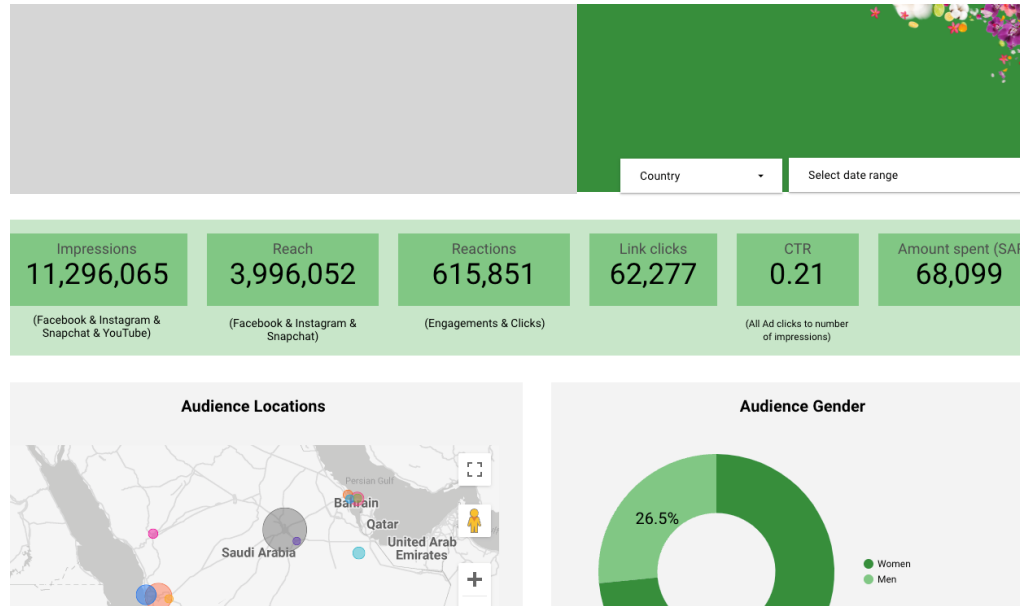 Country
Select date range
Impressions
11,296,065
(Facebook & Instagram &
Snapchat & YouTube)
Reach
3,996,052
(Facebook & Instagram &
Snapchat)
Reactions
615,851
(Engagements & Clicks)
Link clicks
62,277
CTR
0.21
(All Ad clicks to number
of impressions)
Amount spent (SAR
68,099
Audience Locations
Persian Gulf
Bahrain
Qatar
United Arab
Emirates
Saudi Arabia
Audience Gender
26.5%
Women
Men